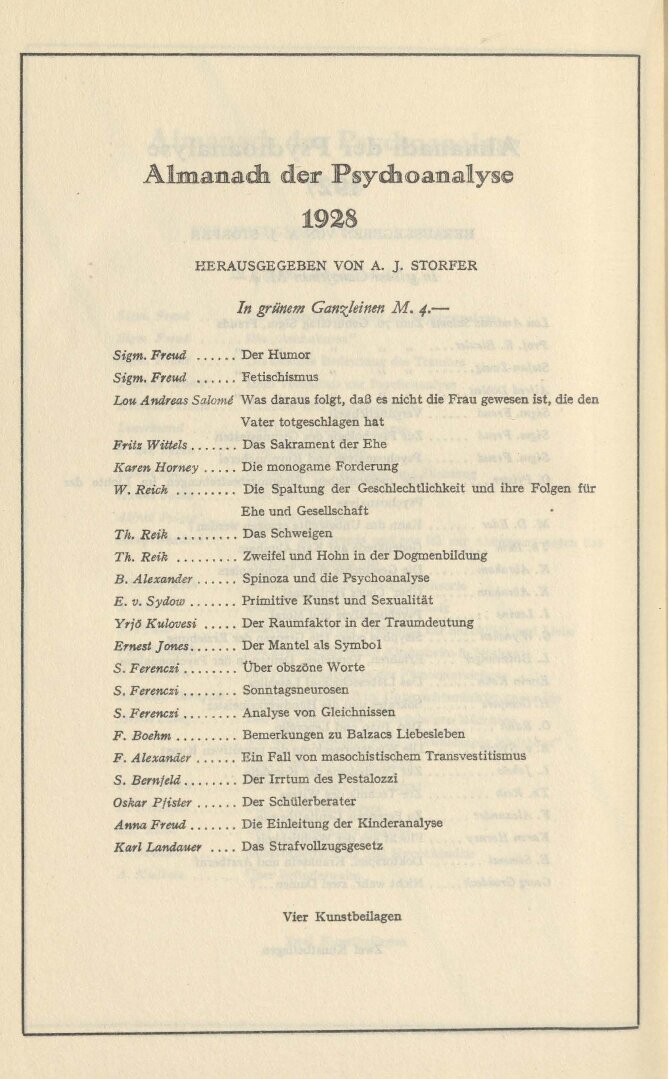 Almanach der Psychoanalyse
1928
HERAUSGEGEBEN VON A. J. STORFER
In grünem Ganzleinen M. 4.—
Sigm. Freud ...... Der Humor
Sigm. Freud ...... Fetischismus
Lou Andreas Salomé Was daraus folgt, daß es nicht die Frau gewesen ist, die den
Vater totgeschlagen hat
Fritz Wittels ....... Das Sakrament der Ehe
Karen Horney ..... Die monogame Forderung
W. Reich ......... Die Spaltung der Geschlechtlichkeit und ihre Folgen für
Ehe und Gesellschaft
Th. Reik ......... Das Schweigen
Th. Reik ......... Zweifel und Hohn in der Dogmenbildung
B. Alexander ...... Spinoza und die Psychoanalyse
E. v. Sydow ....... Primitive Kunst und Sexualität
Yrjö Kulovesi ..... Der Raumfaktor in der Traumdeutung
Ernest Jones....... Der Mantel als Symbol
S. Ferenczi ........ Über obszöne Worte
S. Ferenczi ........ Sonntagsneurosen
S. Ferenczi ........ Analyse von Gleichnissen
F. Boehm ......... Bemerkungen zu Balzacs Liebesleben
F. Alexander ...... Ein Fall von masochistischem Transvestitismus
S. Bernfeld ........ Der Irrtum des Pestalozzi
Oskar Pfister ...... Der Schülerberater
Anna Freud ....... Die Einleitung der Kinderanalyse
Karl Landauer .... Das Strafvollzugsgesetz
Vier Kunstbeilagen